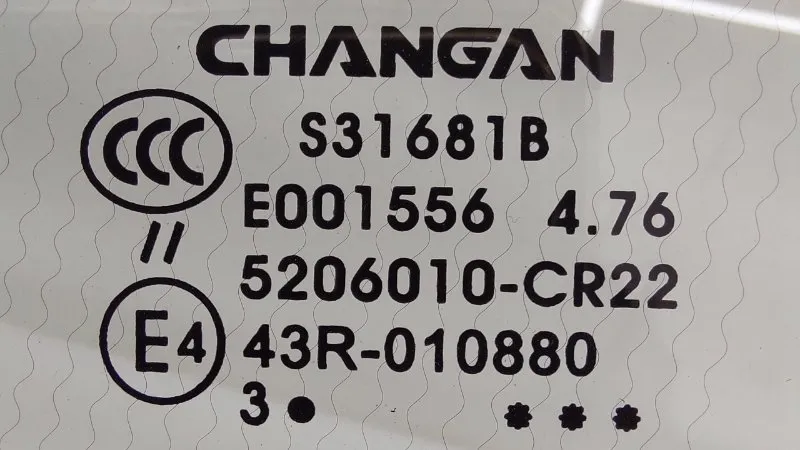 CHANGAN
CCC S31681B
E001556 4.76
//
5206010-CR22
E4 43R-010880
3 ● ✸ ✸ ✸